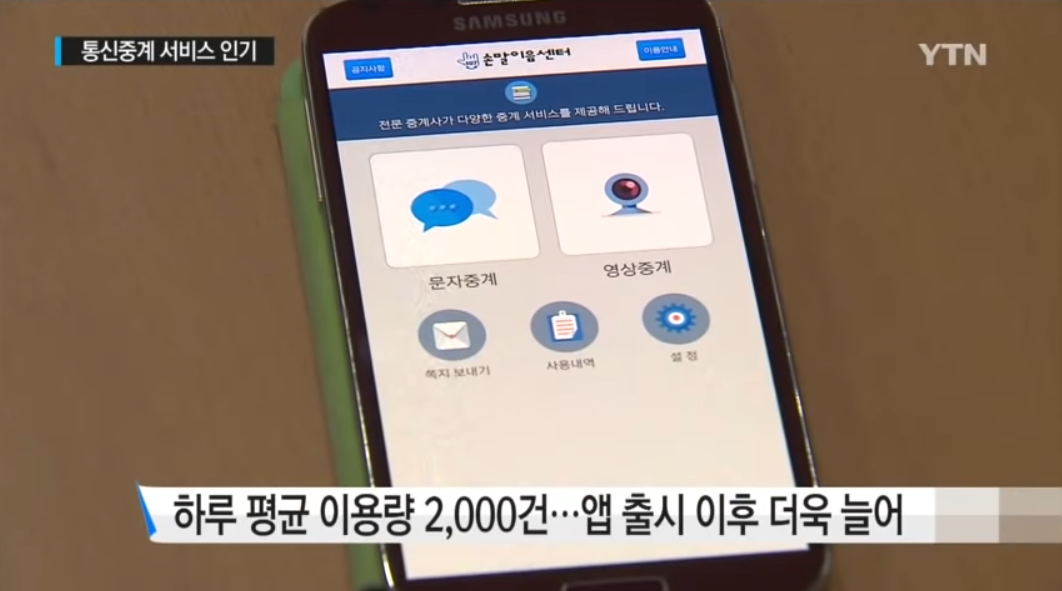 통신중계 서비스 인기
YTN
SAMSUNG
공지사항
손말이음센터
이용안내
전문 중계사가 다양한 중계 서비스를 제공해 드립니다.
문자중계
영상중계
쪽지 보내기
사용내역
설정
하루 평균 이용량 2,000건…앱 출시 이후 더욱 늘어